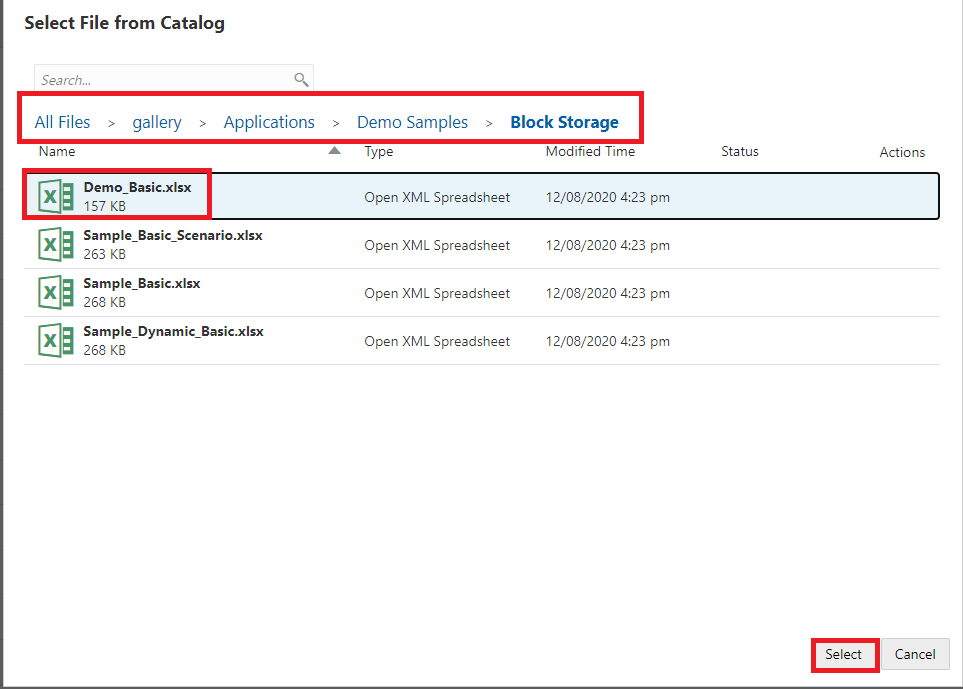 Select File from Catalog
Search...
All Files > gallery > Applications > Demo Samples > Block Storage
Name Type Modified Time Status Actions
Demo_Basic.xlsx
157 KB Open XML Spreadsheet 12/08/2020 4:23 pm
Sample_Basic_Scenario.xlsx
263 KB Open XML Spreadsheet 12/08/2020 4:23 pm
Sample_Basic.xlsx
268 KB Open XML Spreadsheet 12/08/2020 4:23 pm
Sample_Dynamic_Basic.xlsx
268 KB Open XML Spreadsheet 12/08/2020 4:23 pm
Select Cancel